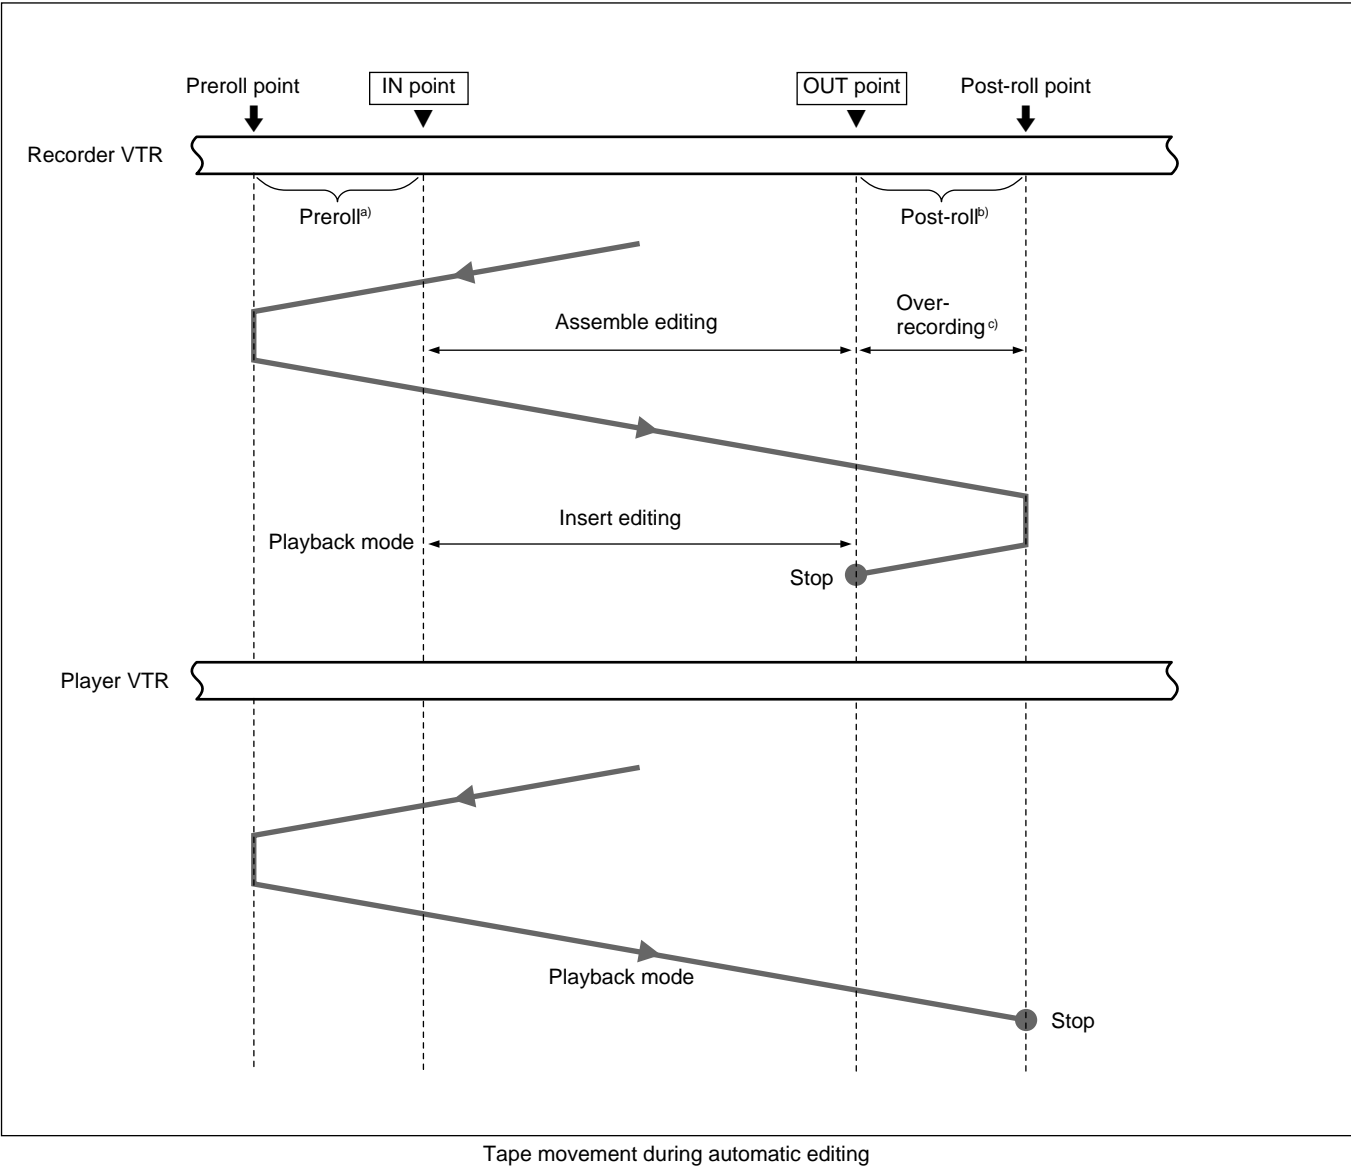 Preroll point
IN point
OUT point
Post-roll point
Recorder VTR
Preroll a)
Post-roll b)
Assemble editing
Over-
recording c)
Insert editing
Playback mode
Stop
Player VTR
Playback mode
Stop
Tape movement during automatic editing